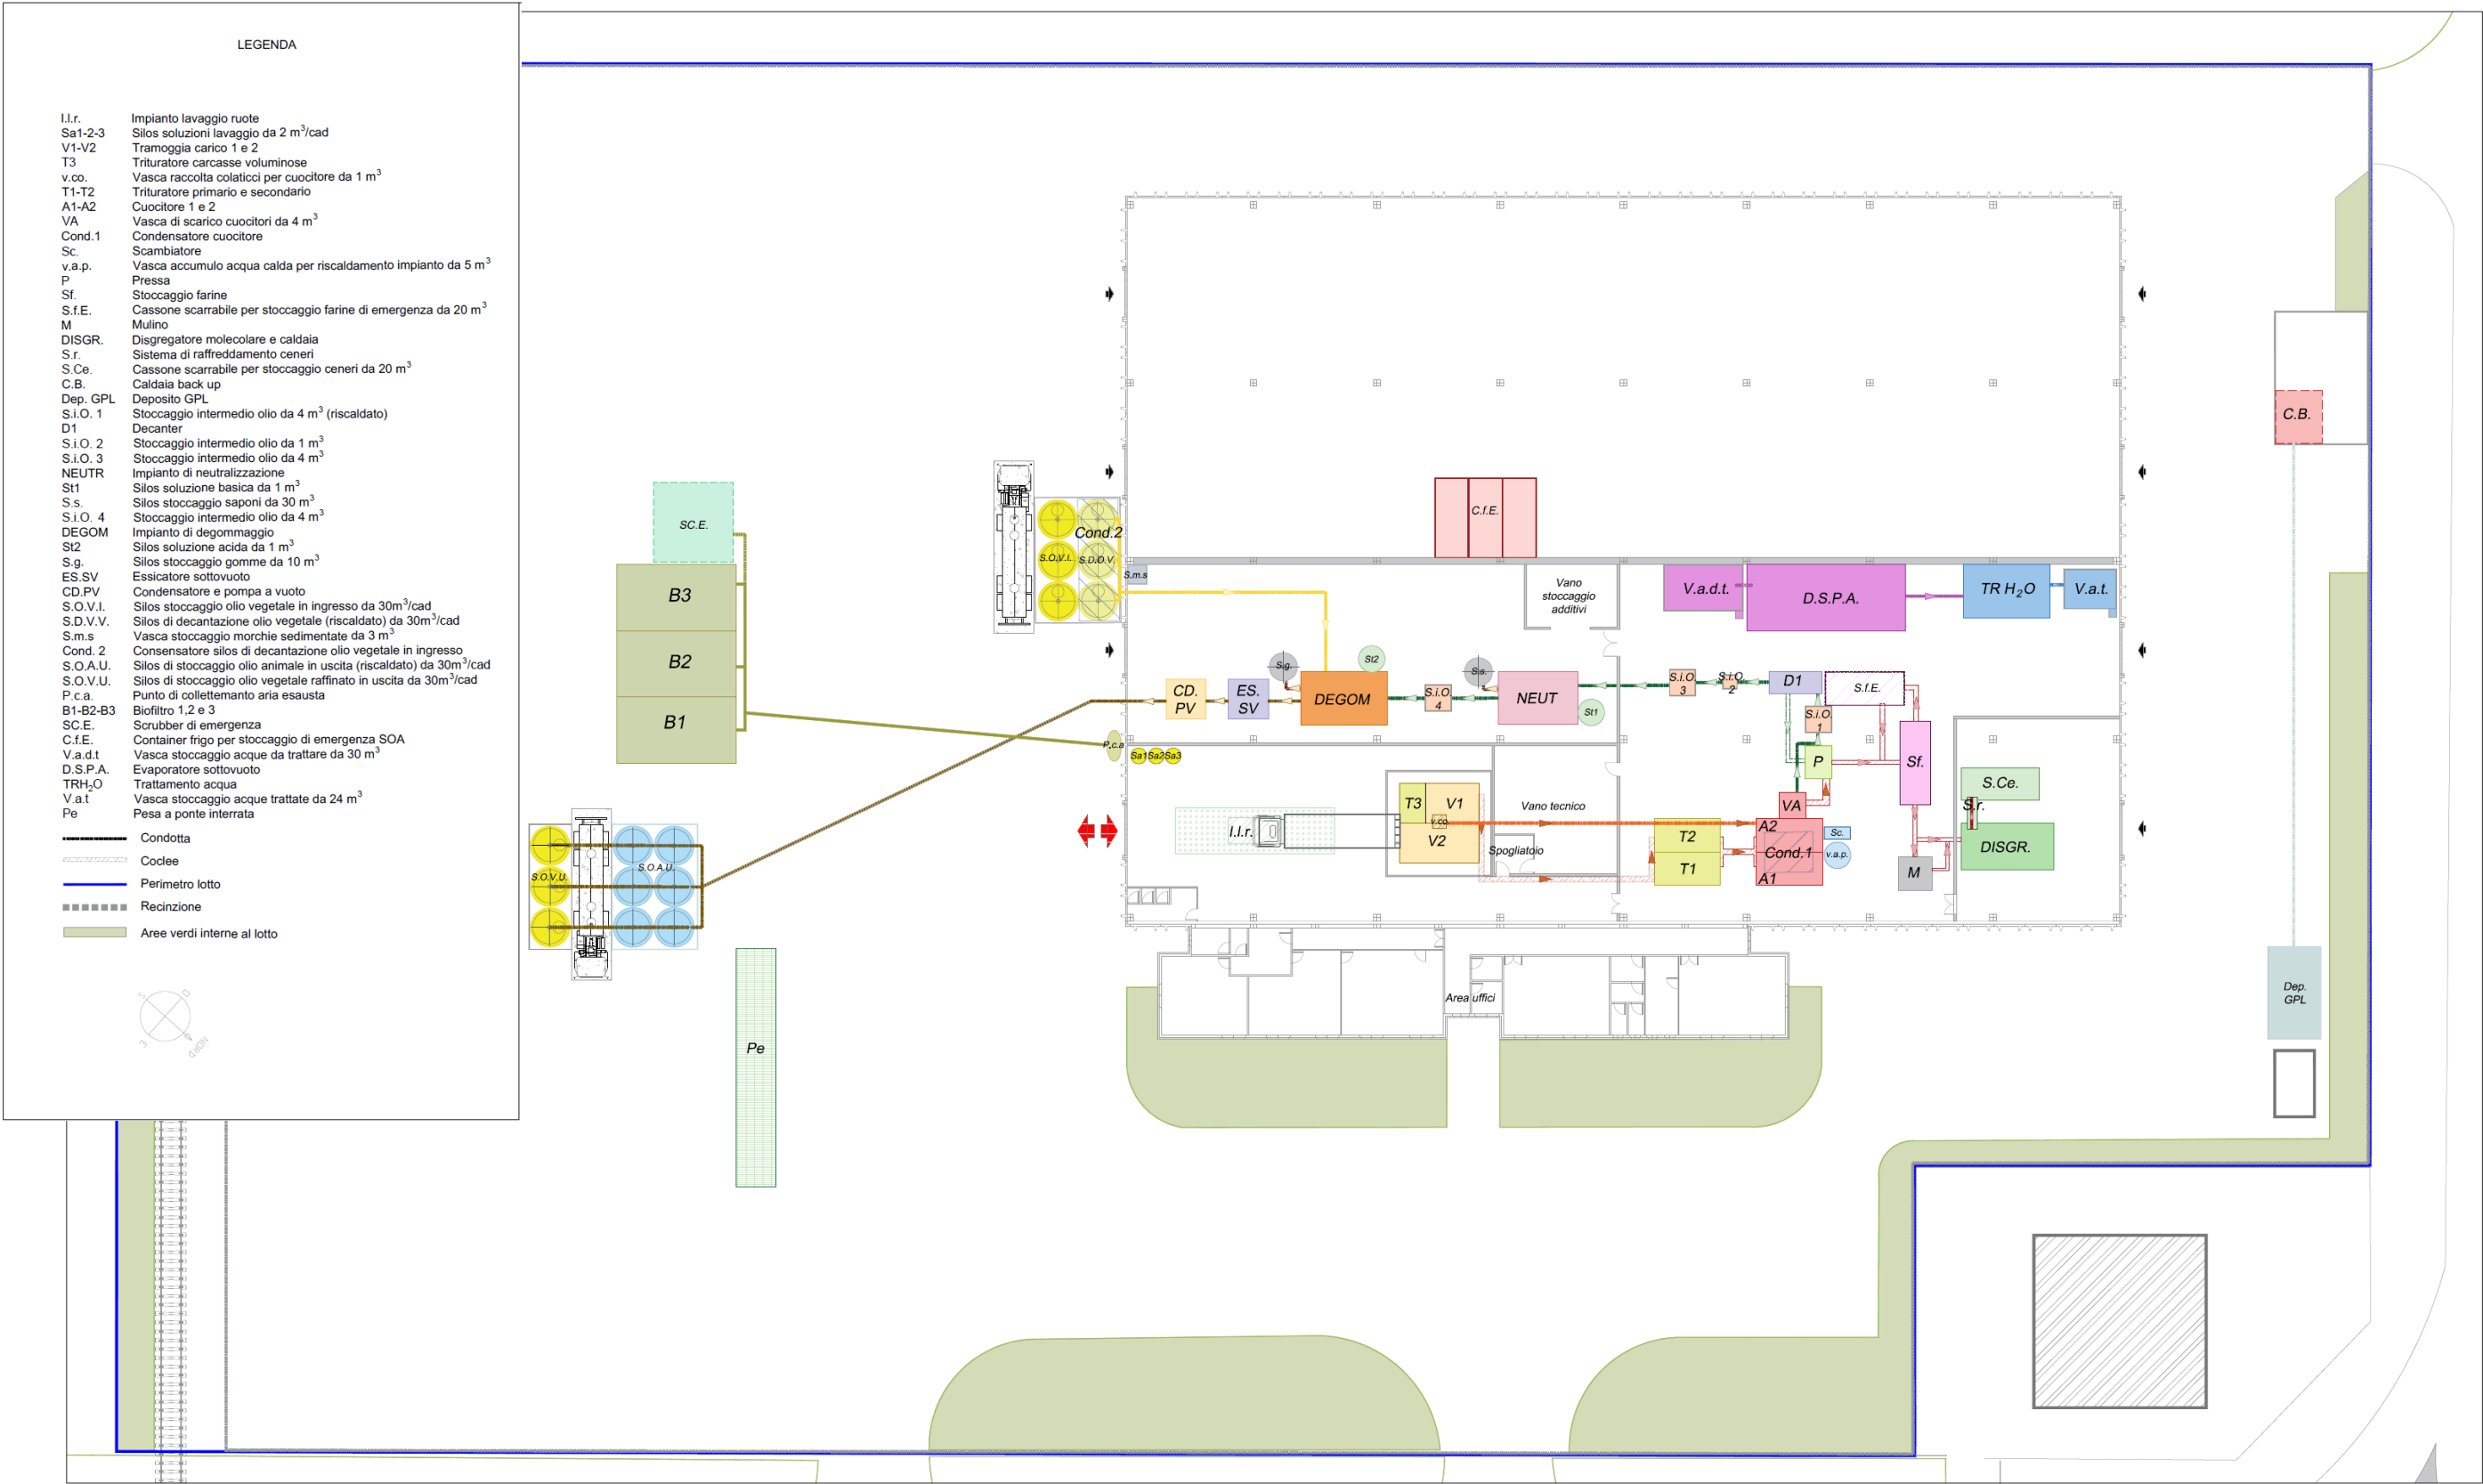 LEGENDA
I.l.r. Impianto lavaggio ruote
Sa1-2-3 Silos soluzioni lavaggio da 2 m³/cad
V1-V2 Tramoggia carico 1 e 2
T3 Trituratore carcasse voluminose
v.co. Vasca raccolta colaticci per cuocitore da 1 m³
T1-T2 Trituratore primario e secondario
A1-A2 Cuocitore 1 e 2
VA Vasca di scarico cuocitori da 4 m³
Cond.1 Condensatore cuocitore
Sc. Scambiatore
v.a.p. Vasca accumulo acqua calda per riscaldamento impianto da 5 m³
P Pressa
Sf. Stoccaggio farine
S.f.E. Cassone scarrabile per stoccaggio farine di emergenza da 20 m³
M Mulino
DISGR. Disgregatore molecolare e caldaia
S.r. Sistema di raffreddamento ceneri
S.Ce. Cassone scarrabile per stoccaggio ceneri da 20 m³
C.B. Caldaia back up
Dep. GPL Deposito GPL
S.i.O. 1 Stoccaggio intermedio olio da 4 m³ (riscaldato)
D1 Decanter
S.i.O. 2 Stoccaggio intermedio olio da 1 m³
S.i.O. 3 Stoccaggio intermedio olio da 4 m³
NEUTR Impianto di neutralizzazione
St1 Silos soluzione basica da 1 m³
S.s. Silos stoccaggio saponi da 30 m³
S.i.O. 4 Stoccaggio intermedio olio da 4 m³
DEGOM Impianto di degommaggio
St2 Silos soluzione acida da 1 m³
S.g. Silos stoccaggio gomme da 10 m³
ES.SV Essicatore sottovuoto
CD.PV Condensatore e pompa a vuoto
S.O.V.I. Silos stoccaggio olio vegetale in ingresso da 30m³/cad
S.D.V.V. Silos di decantazione olio vegetale (riscaldato) da 30m³/cad
S.m.s Vasca stoccaggio morchie sedimentate da 3 m³
Cond. 2 Consensatore silos di decantazione olio vegetale in ingresso
S.O.A.U. Silos di stoccaggio olio animale in uscita (riscaldato) da 30m³/cad
S.O.V.U. Silos di stoccaggio olio vegetale raffinato in uscita da 30m³/cad
P.c.a. Punto di collettemanto aria esausta
B1-B2-B3 Biofiltro 1,2 e 3
SC.E. Scrubber di emergenza
C.f.E. Container frigo per stoccaggio di emergenza SOA
V.a.d.t Vasca stoccaggio acque da trattare da 30 m³
D.S.P.A. Evaporatore sottovuoto
TRH₂O Trattamento acqua
V.a.t Vasca stoccaggio acque trattate da 24 m³
Pe Pesa a ponte interrata
Condotta
Coclee
Perimetro lotto
Recinzione
Aree verdi interne al lotto
S
O
E
NORD
C.B.
C.f.E.
SC.E.
Cond.2
S.O.V.I. S.D.O.V.
S.m.s
Vano
stoccaggio
additivi
V.a.d.t.
D.S.P.A.
TR H₂O
V.a.t.
B3
B2
B1
S.g.
St2
S.s.
CD.
PV
ES.
SV
DEGOM
S.i.O
4
NEUT
St1
S.i.O
3
S.i.O
2
D1
S.f.E.
S.i.O.
1
P.c.a
Sa1 Sa2 Sa3
P
Sf.
S.Ce.
S.r.
T3
V1
v.co.
V2
I.l.r.
Vano tecnico
Spogliatoio
VA
T2
T1
A2
Cond.1
A1
Sc.
v.a.p.
M
DISGR.
S.O.V.U.
S.O.A.U.
Area uffici
Dep.
GPL
Pe